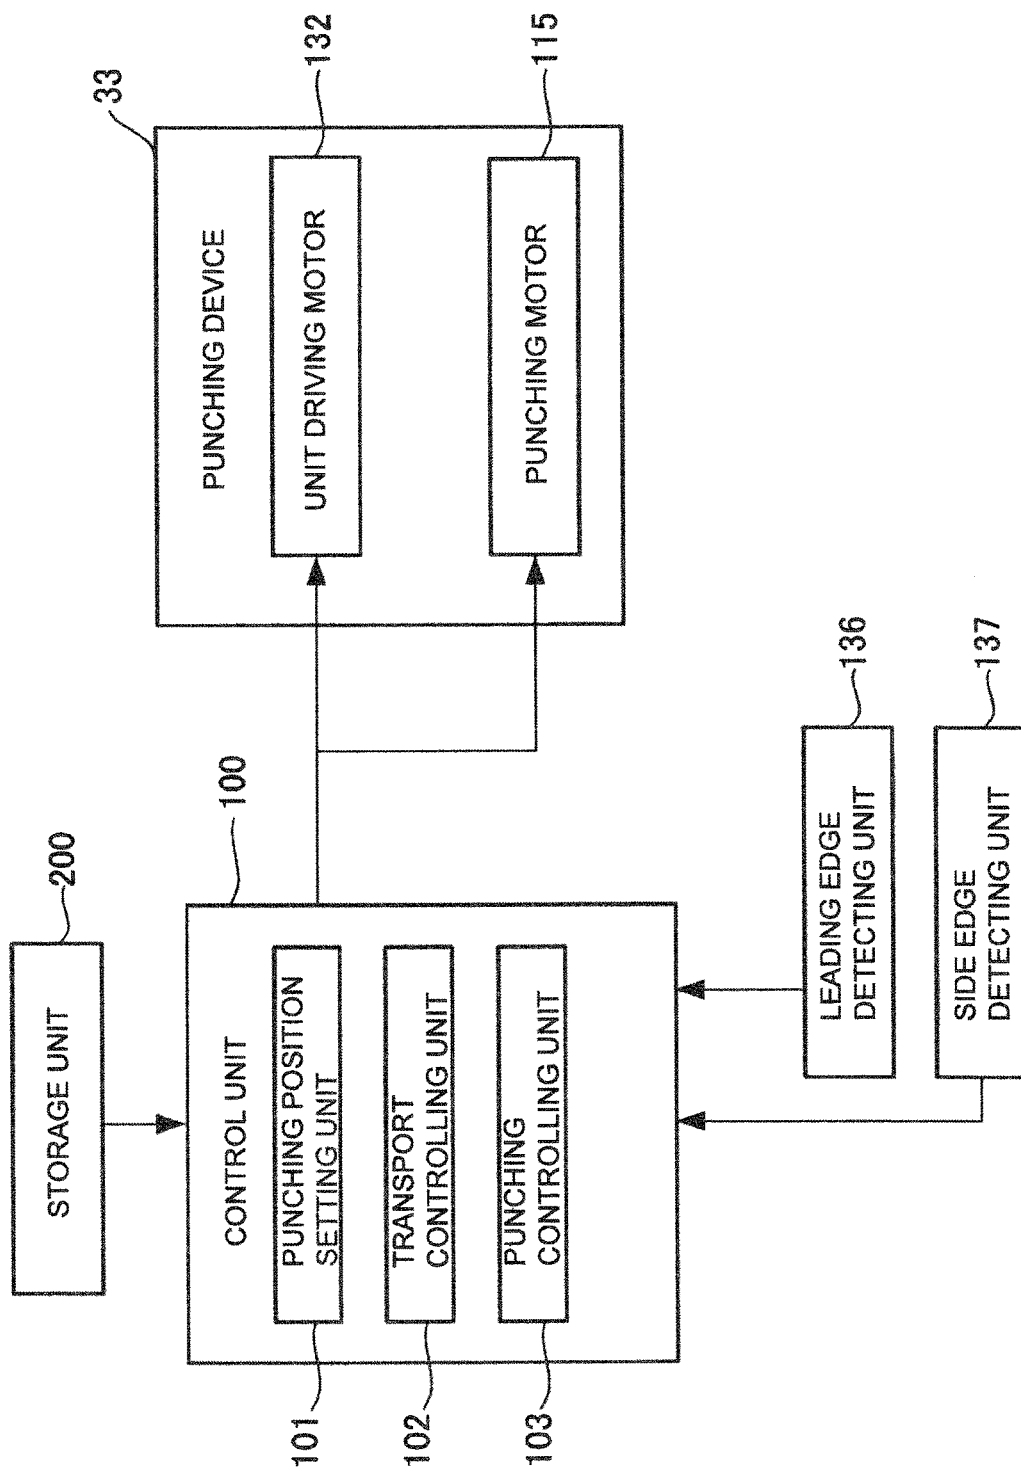 STORAGE UNIT
200
CONTROL UNIT
100
PUNCHING POSITION
SETTING UNIT
101
TRANSPORT
CONTROLLING UNIT
102
PUNCHING
CONTROLLING UNIT
103
PUNCHING DEVICE
33
UNIT DRIVING MOTOR
132
PUNCHING MOTOR
115
LEADING EDGE
DETECTING UNIT
136
SIDE EDGE
DETECTING UNIT
137